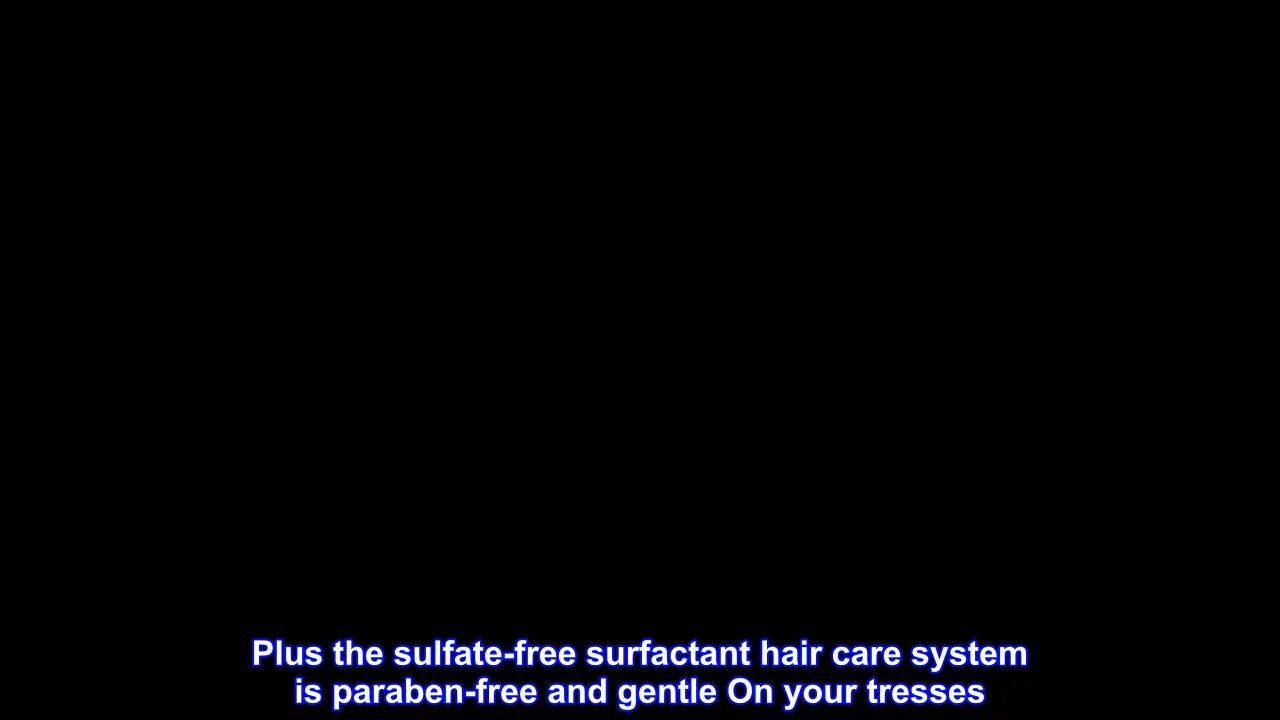 Plus the sulfate-free surfactant hair care system
is paraben-free and gentle On your tresses